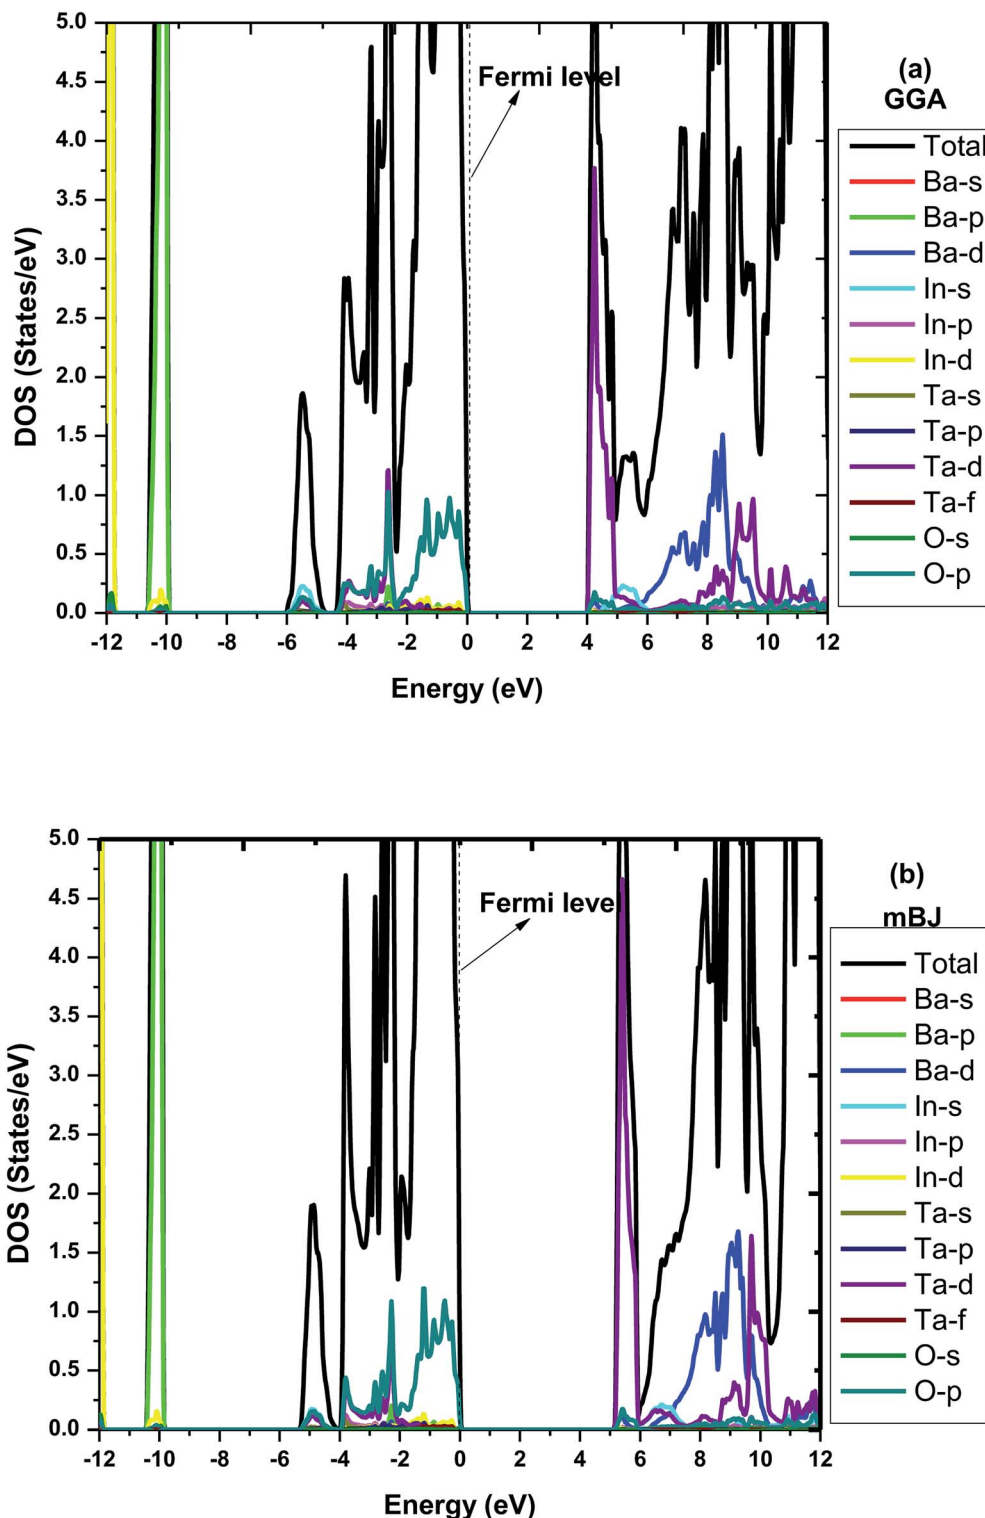 5.0
4.5
4.0
3.5
3.0
2.5
2.0
1.5
1.0
0.5
0.0
DOS (States/eV)
Fermi level
-12 -10 -8 -6 -4 -2 0 2 4 6 8 10 12
Energy (eV)
(a)
GGA
Total
Ba-s
Ba-p
Ba-d
In-s
In-p
In-d
Ta-s
Ta-p
Ta-d
Ta-f
O-s
O-p
5.0
4.5
4.0
3.5
3.0
2.5
2.0
1.5
1.0
0.5
0.0
DOS (States/eV)
Fermi level
-12 -10 -8 -6 -4 -2 0 2 4 6 8 10 12
Energy (eV)
(b)
mBJ
Total
Ba-s
Ba-p
Ba-d
In-s
In-p
In-d
Ta-s
Ta-p
Ta-d
Ta-f
O-s
O-p